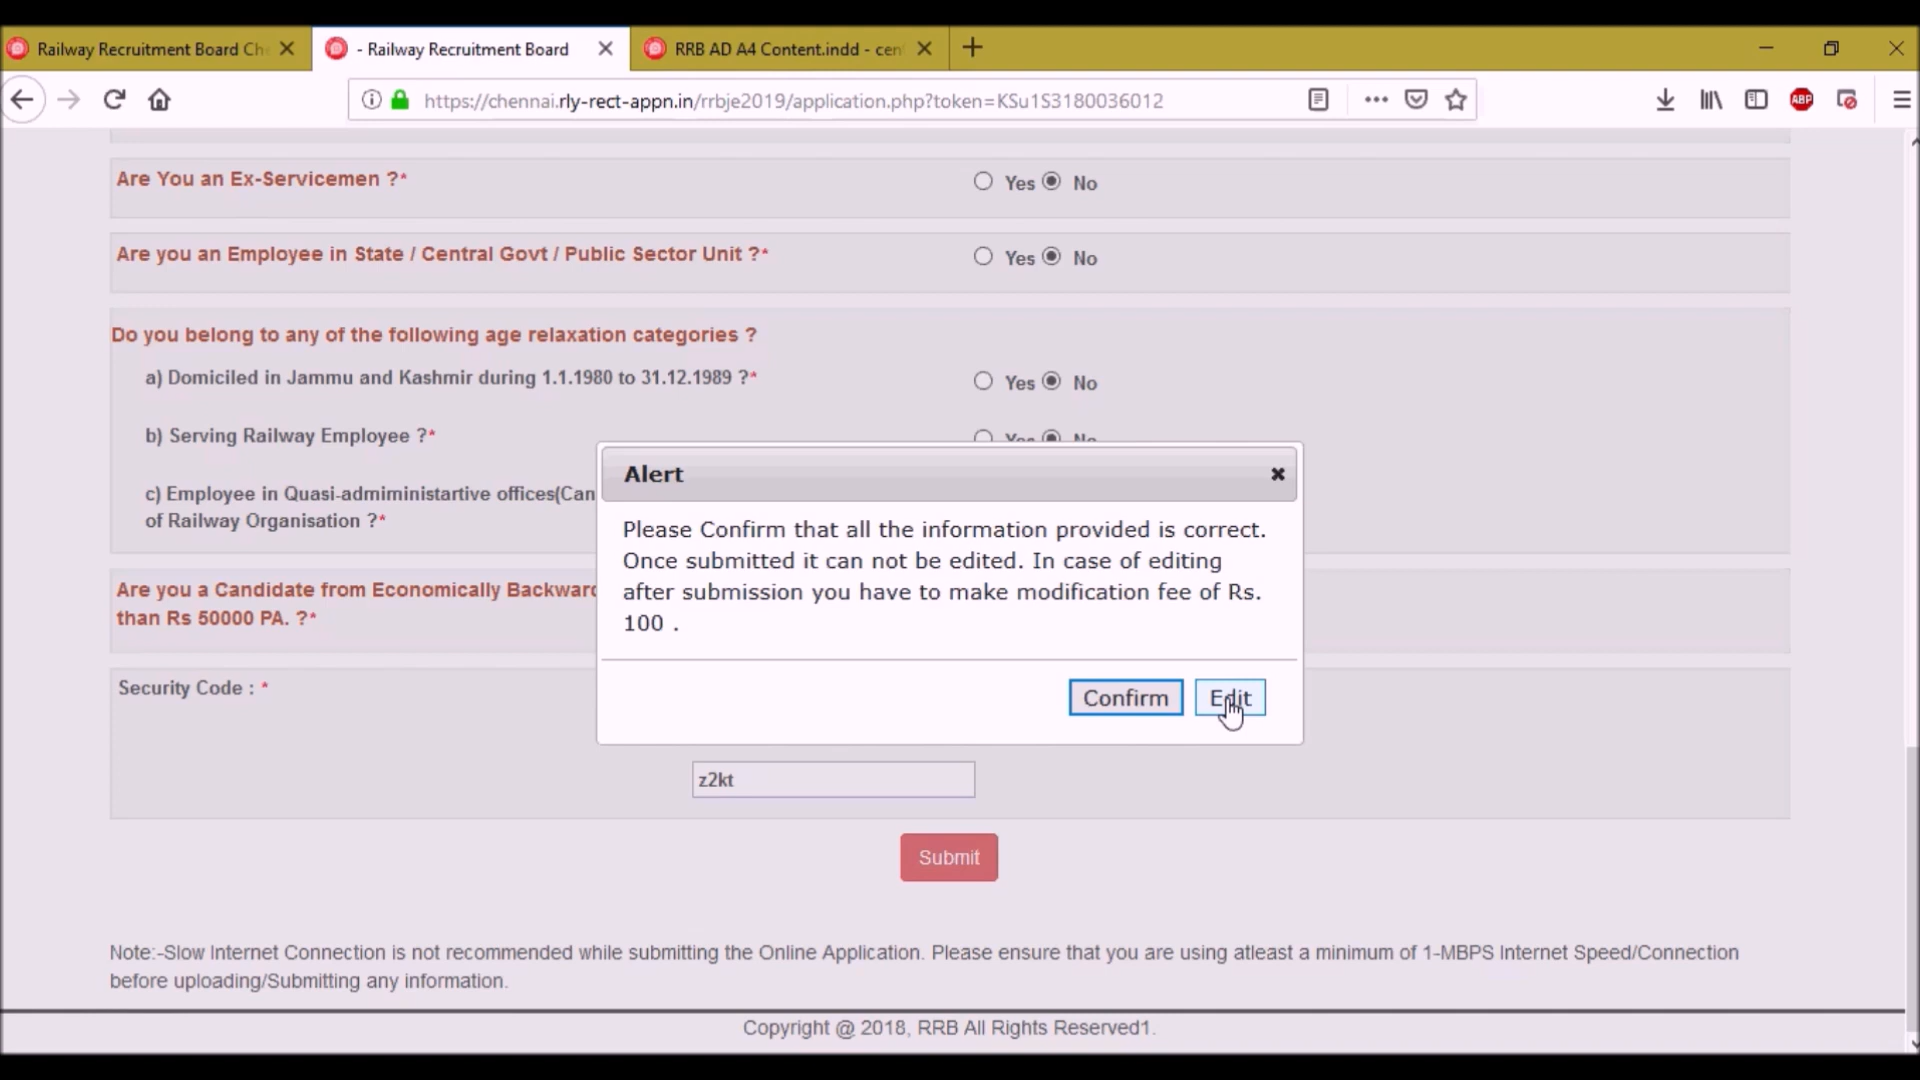 Railway Recruitment Board Che
- Railway Recruitment Board
RRB AD A4 Content.indd - cen
https://chennai.rly-rect-appn.in/rrbje2019/application.php?token=KSu1S3180036012
ABP
Are You an Ex-Servicemen ?*
Yes No
Are you an Employee in State / Central Govt / Public Sector Unit ?*
Yes No
Do you belong to any of the following age relaxation categories ?
a) Domiciled in Jammu and Kashmir during 1.1.1980 to 31.12.1989 ?*
Yes No
b) Serving Railway Employee ?*
Yes No
c) Employee in Quasi-admiministartive offices(Can
of Railway Organisation ?*
Are you a Candidate from Economically Backward
than Rs 50000 PA. ?*
Alert
Please Confirm that all the information provided is correct.
Once submitted it can not be edited. In case of editing
after submission you have to make modification fee of Rs.
100 .
Confirm Edit
Security Code : *
z2kt
Submit
Note:-Slow Internet Connection is not recommended while submitting the Online Application. Please ensure that you are using atleast a minimum of 1-MBPS Internet Speed/Connection
before uploading/Submitting any information.
Copyright @ 2018, RRB All Rights Reserved1.